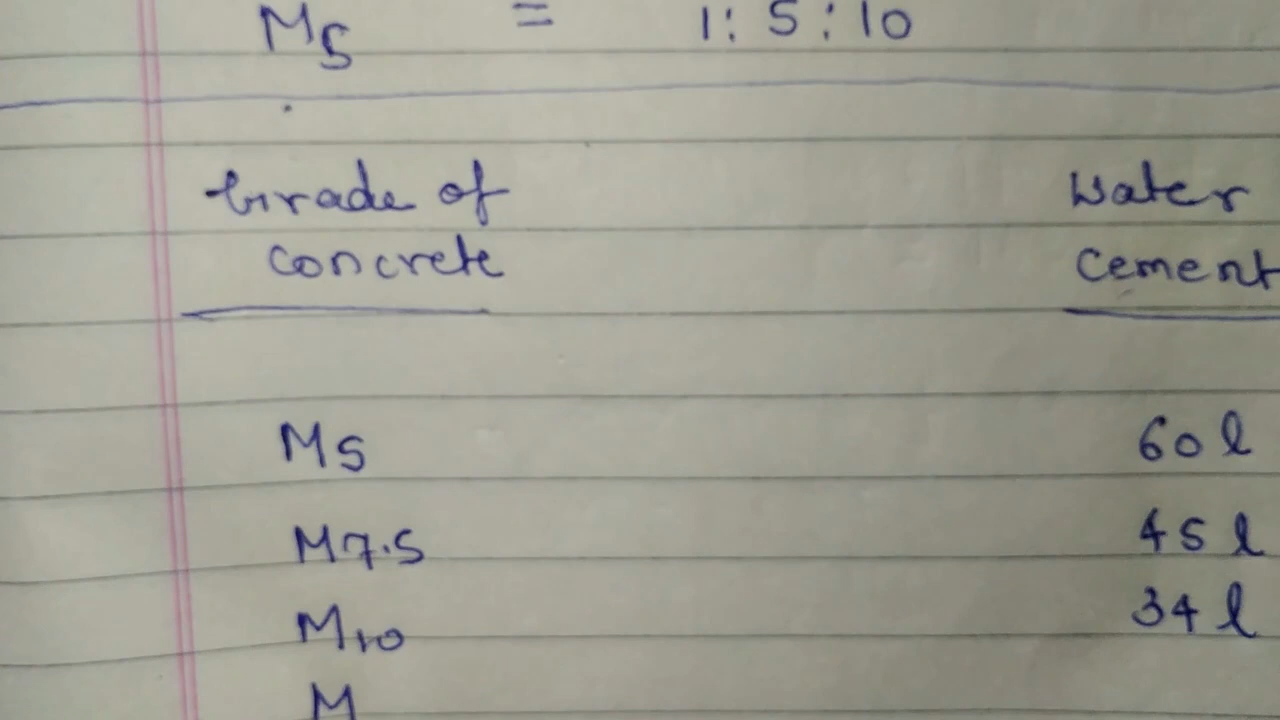 M5 = 1:5:10
Grade of Water
concrete cement
M5 60 l
M7.5 45 l
M10 34 l
M